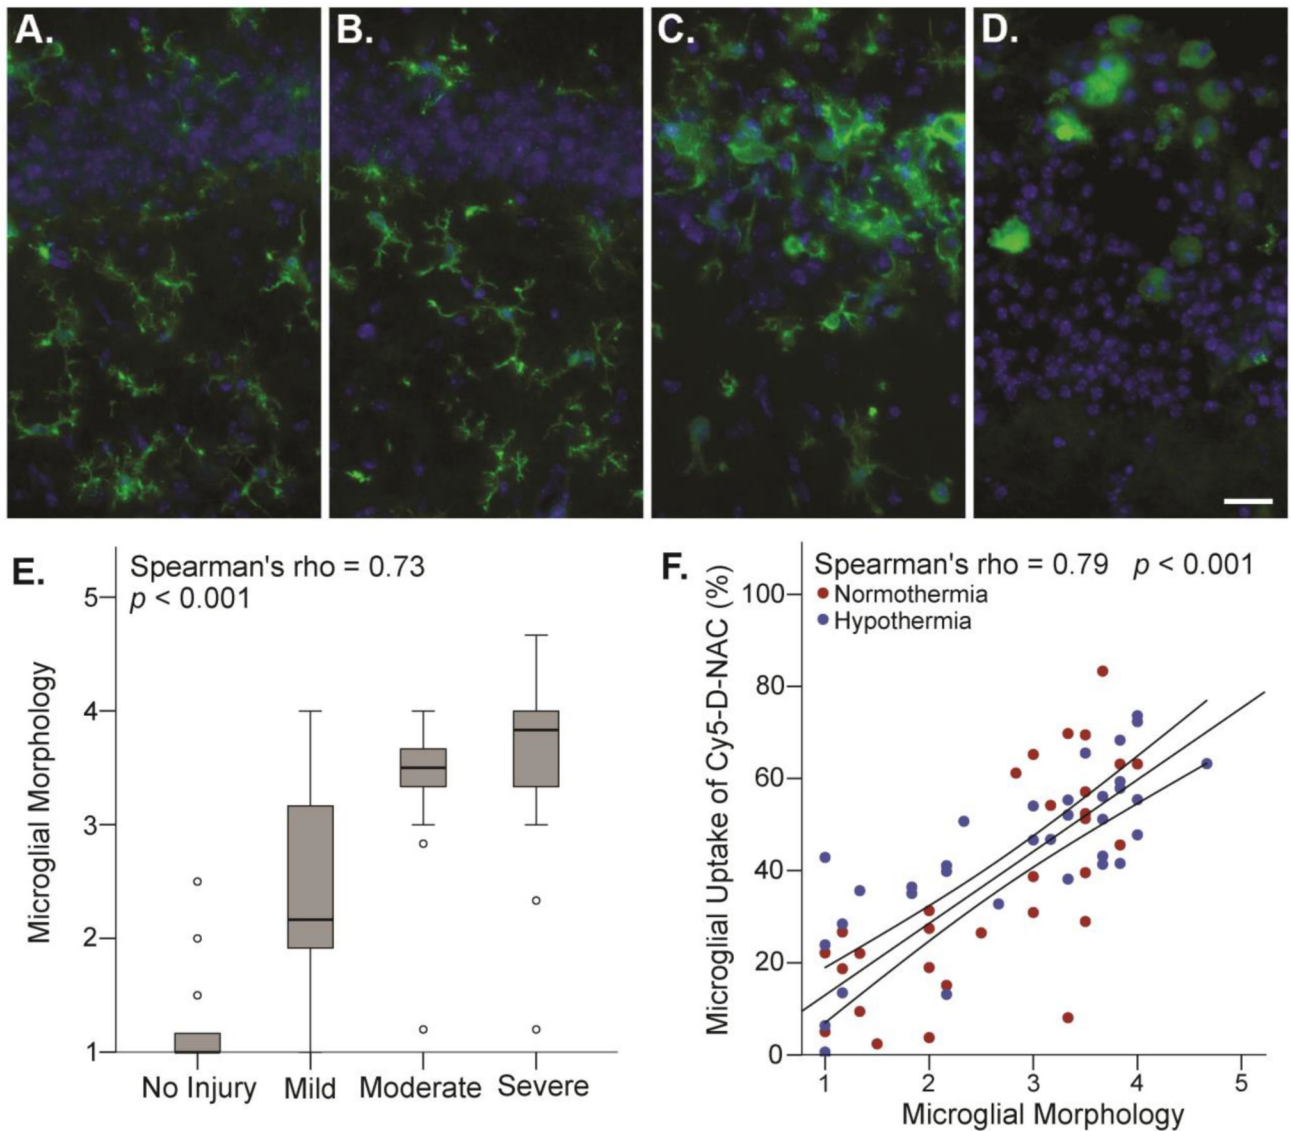 A.
B.
C.
D.
E.
Spearman's rho = 0.73
p < 0.001
5
4
3
2
1
Microglial Morphology
No Injury
Mild
Moderate
Severe
F.
Spearman's rho = 0.79 p < 0.001
Normothermia
Hypothermia
100
80
60
40
20
0
Microglial Uptake of Cy5-D-NAC (%)
1
2
3
4
5
Microglial Morphology